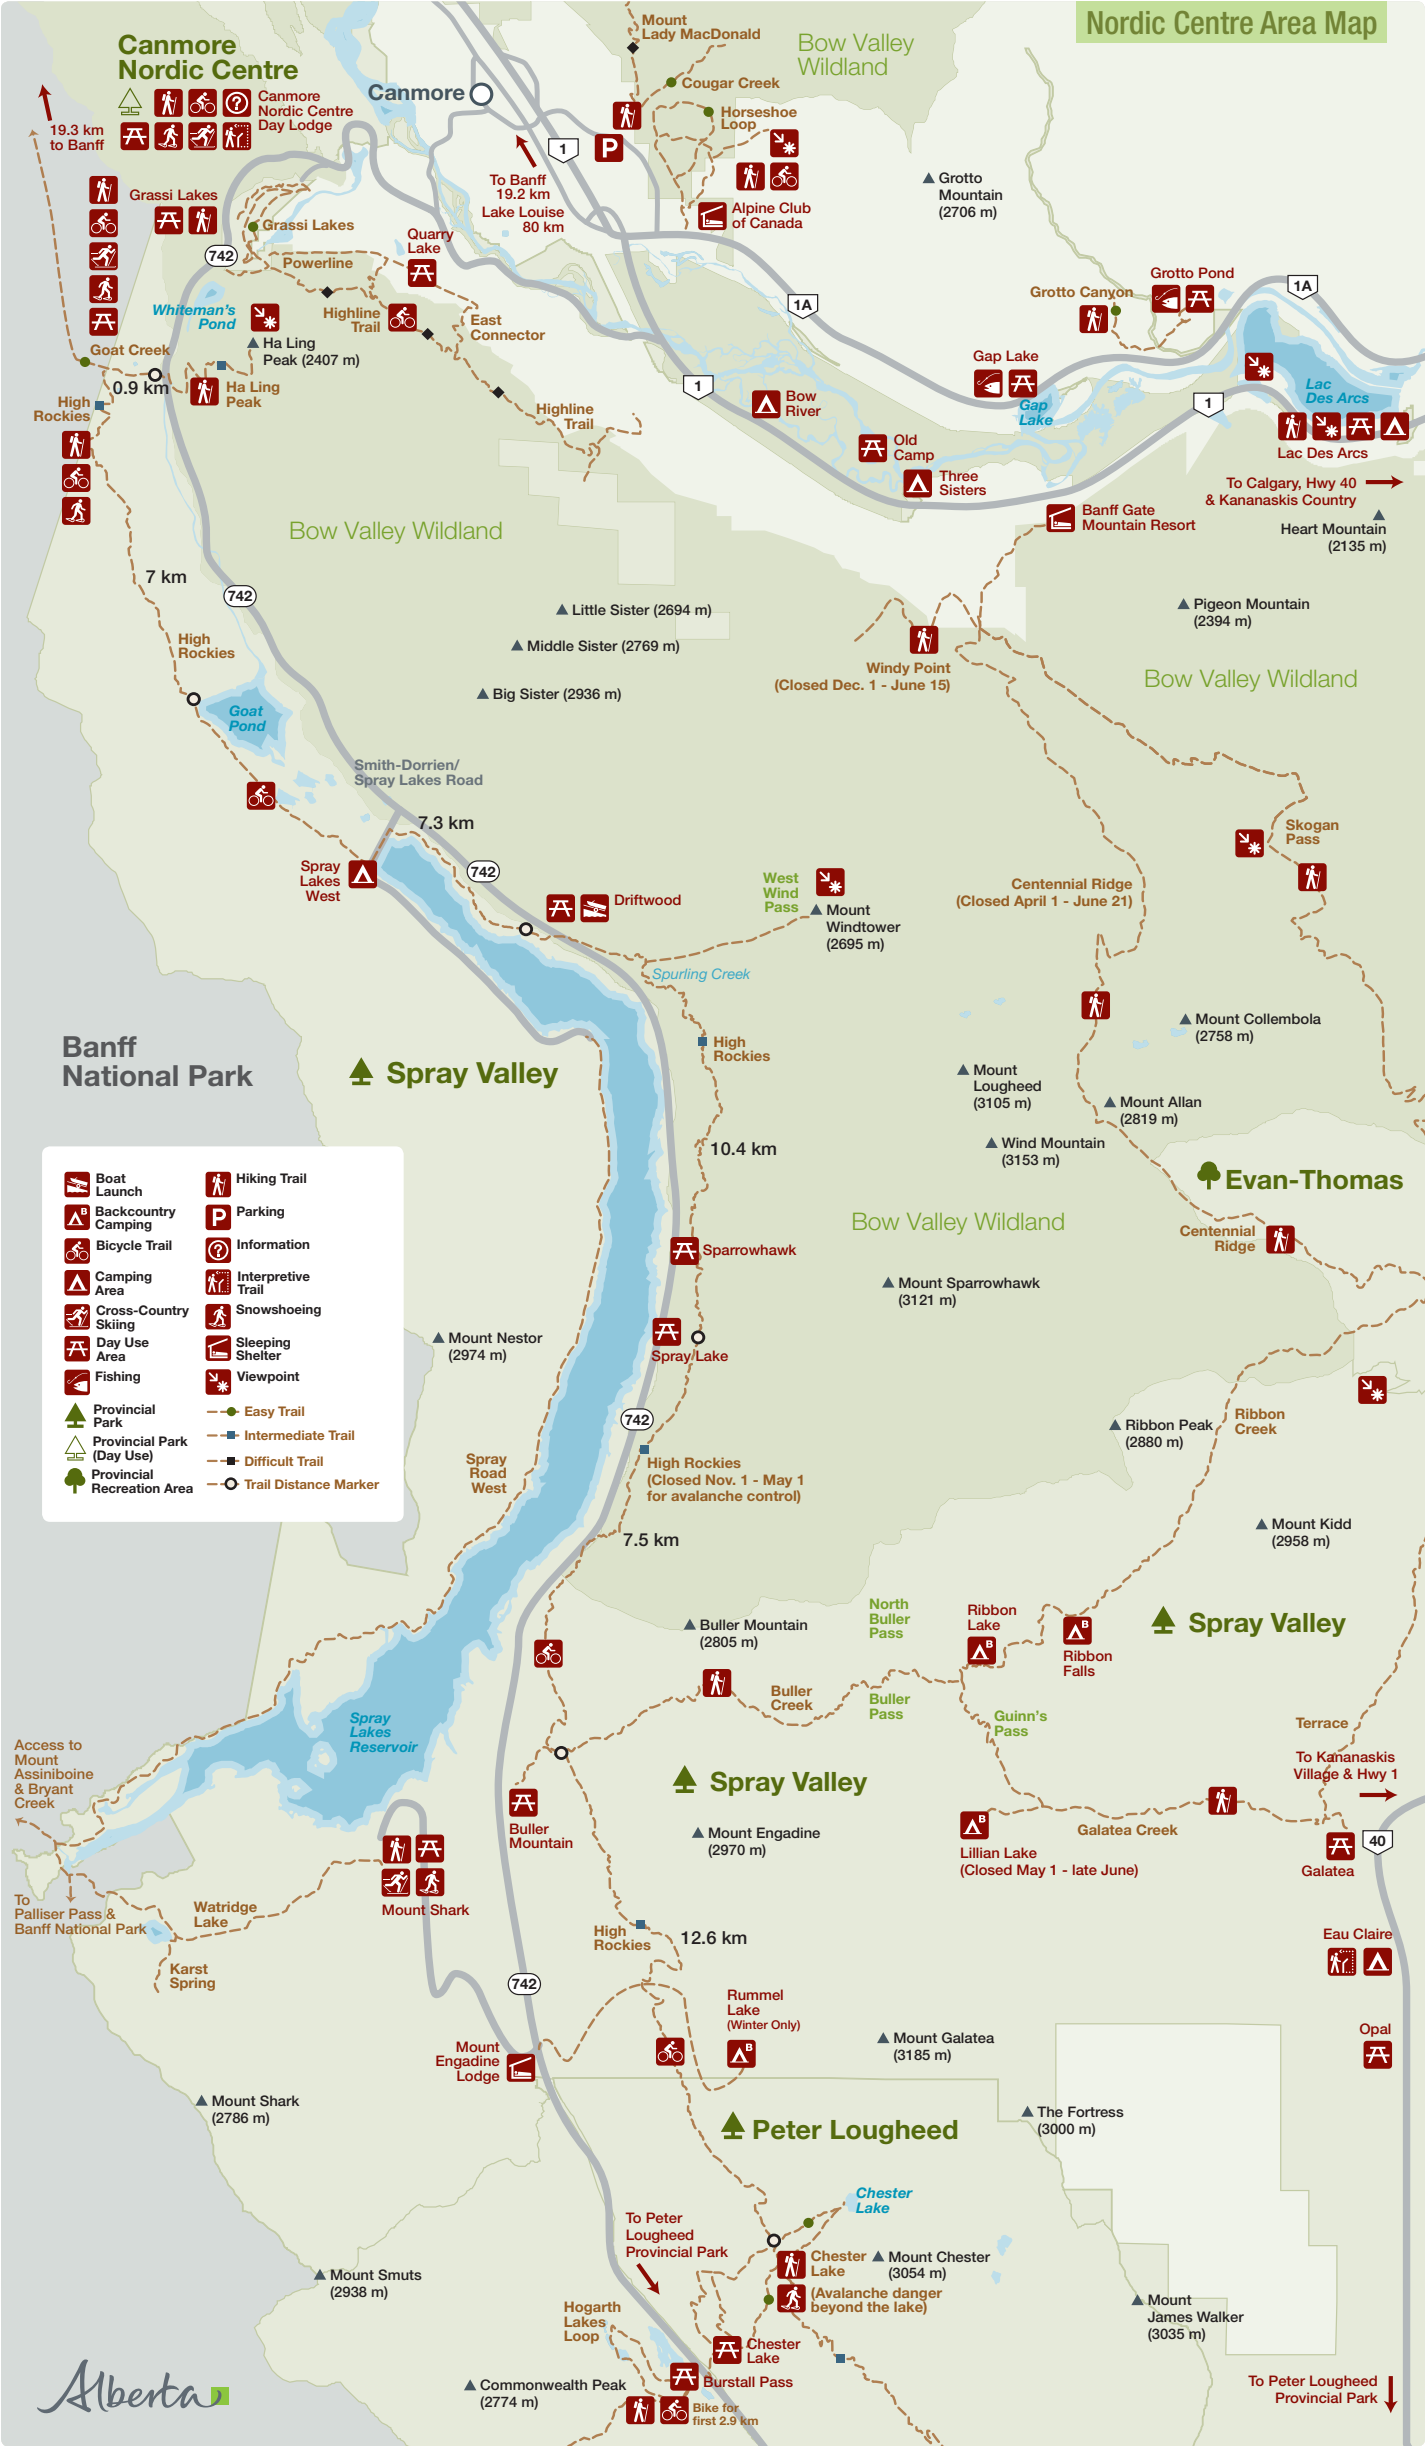 Nordic Centre Area Map
Canmore
Nordic Centre
Canmore
Nordic Centre
Day Lodge
19.3 km
to Banff
Canmore
Mount
Lady MacDonald
Bow Valley
Wildland
Cougar Creek
Horseshoe
Loop
P
1
To Banff
19.2 km
Lake Louise
80 km
Alpine Club
of Canada
Grotto
Mountain
(2706 m)
Grassi Lakes
Grassi Lakes
742
Powerline
Quarry
Lake
Whiteman's
Pond
Highline
Trail
East
Connector
Ha Ling
Peak (2407 m)
Goat Creek
0.9 km
Ha Ling
Peak
High
Rockies
Highline
Trail
1A
1A
Grotto Pond
Grotto Canyon
Gap Lake
Gap
Lake
1
1
Bow
River
Old
Camp
Three
Sisters
Lac
Des Arcs
Lac Des Arcs
To Calgary, Hwy 40
& Kananaskis Country
Banff Gate
Mountain Resort
Heart Mountain
(2135 m)
Bow Valley Wildland
7 km
742
Little Sister (2694 m)
Middle Sister (2769 m)
Big Sister (2936 m)
High
Rockies
Pigeon Mountain
(2394 m)
Windy Point
(Closed Dec. 1 - June 15)
Bow Valley Wildland
Goat
Pond
Smith-Dorrien/
Spray Lakes Road
7.3 km
742
Spray
Lakes
West
Driftwood
West
Wind
Pass
Mount
Windtower
(2695 m)
Skogan
Pass
Centennial Ridge
(Closed April 1 - June 21)
Spurling Creek
High
Rockies
Banff
National Park
Spray Valley
Mount Collembola
(2758 m)
Mount
Lougheed
(3105 m)
Mount Allan
(2819 m)
Wind Mountain
(3153 m)
10.4 km
Evan-Thomas
Bow Valley Wildland
Centennial
Ridge
Sparrowhawk
Mount Sparrowhawk
(3121 m)
Spray Lake
Mount Nestor
(2974 m)
Boat
Launch
Hiking Trail
B
Backcountry
Camping
P
Parking
Bicycle Trail
?
Information
Camping
Area
Interpretive
Trail
Cross-Country
Skiing
Snowshoeing
Day Use
Area
Sleeping
Shelter
Fishing
Viewpoint
Provincial
Park
Easy Trail
Provincial Park
(Day Use)
Intermediate Trail
Difficult Trail
Provincial
Recreation Area
Trail Distance Marker
742
Ribbon Peak
(2880 m)
Ribbon
Creek
Spray
Road
West
High Rockies
(Closed Nov. 1 - May 1
for avalanche control)
7.5 km
Mount Kidd
(2958 m)
Buller Mountain
(2805 m)
North
Buller
Pass
Ribbon
Lake
B
B
Ribbon
Falls
Spray Valley
Buller
Creek
Buller
Pass
Guinn's
Pass
Spray
Lakes
Reservoir
Terrace
To Kananaskis
Village & Hwy 1
Access to
Mount
Assiniboine
& Bryant
Creek
Spray Valley
Buller
Mountain
Mount Engadine
(2970 m)
B
Lillian Lake
(Closed May 1 - late June)
Galatea Creek
40
Galatea
Mount Shark
To
Palliser Pass &
Banff National Park
Watridge
Lake
Karst
Spring
High
Rockies
12.6 km
Eau Claire
742
Rummel
Lake
(Winter Only)
B
Mount
Engadine
Lodge
Mount Galatea
(3185 m)
Opal
Mount Shark
(2786 m)
Peter Lougheed
The Fortress
(3000 m)
Chester
Lake
To Peter
Lougheed
Provincial Park
Chester
Lake
(Avalanche danger
beyond the lake)
Mount Chester
(3054 m)
Mount Smuts
(2938 m)
Mount
James Walker
(3035 m)
Hogarth
Lakes
Loop
Chester
Lake
Burstall Pass
Bike for
first 2.9 km
Commonwealth Peak
(2774 m)
To Peter Lougheed
Provincial Park
Alberta